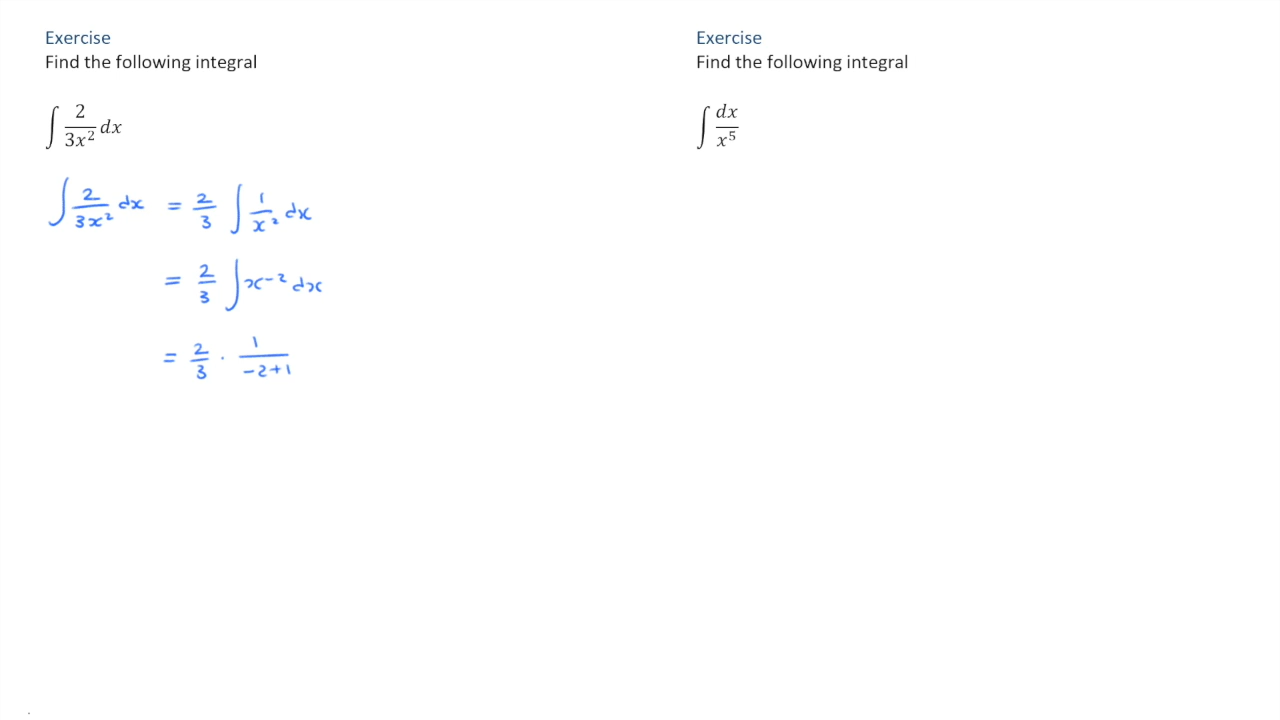 Exercise
Find the following integral
∫ 2/3x² dx
∫ 2/3x² dx = 2/3 ∫ 1/x² dx
= 2/3 ∫ x⁻² dx
= 2/3 · 1/-2+1
Exercise
Find the following integral
∫ dx/x⁵